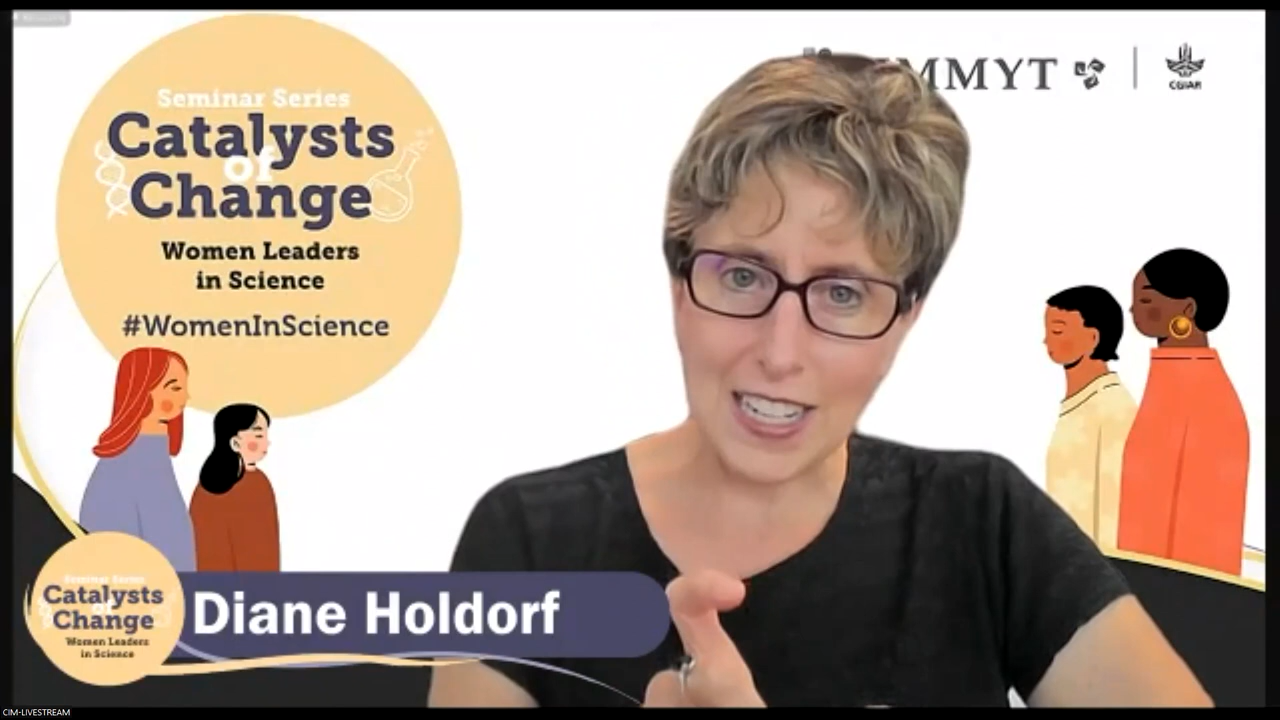 Seminar Series
Catalysts
of
Change
Women Leaders
in Science
#WomenInScience
MMYT
CGIAR
Seminar Series
Catalysts
Change
Women Leaders
in Science
Diane Holdorf
CIM-LIVESTREAM